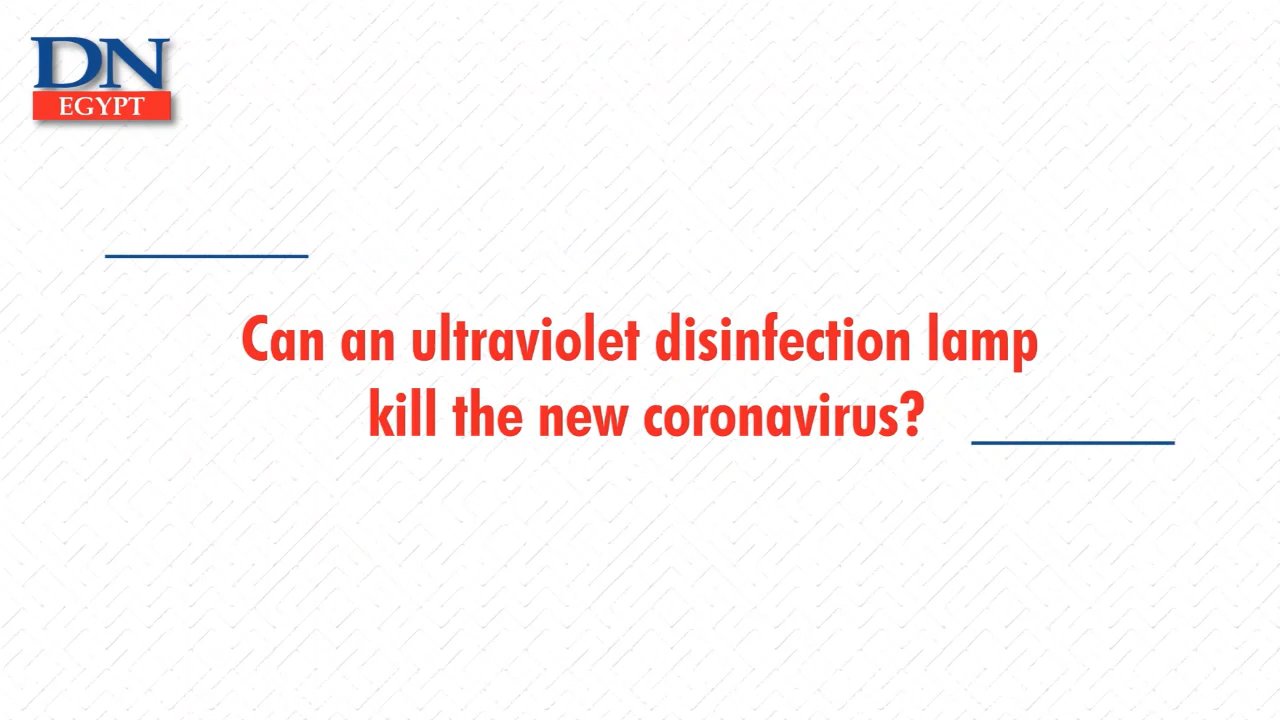 DN
EGYPT
Can an ultraviolet disinfection lamp
kill the new coronavirus?